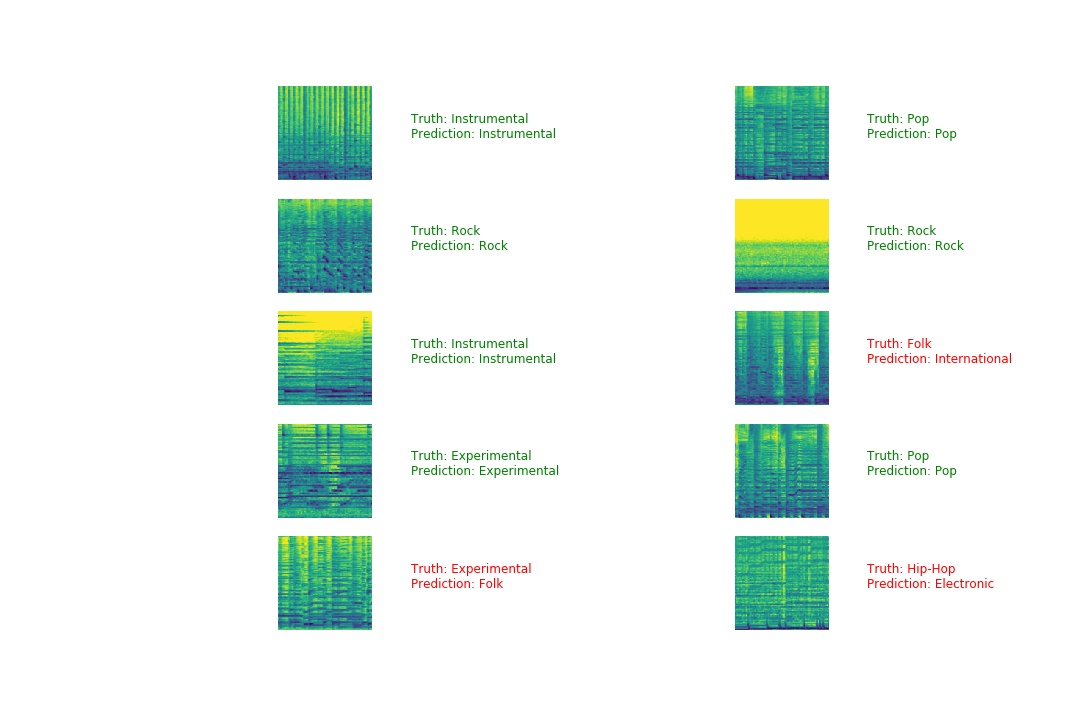 Truth: Instrumental
Prediction: Instrumental
Truth: Pop
Prediction: Pop
Truth: Rock
Prediction: Rock
Truth: Rock
Prediction: Rock
Truth: Instrumental
Prediction: Instrumental
Truth: Folk
Prediction: International
Truth: Experimental
Prediction: Experimental
Truth: Pop
Prediction: Pop
Truth: Experimental
Prediction: Folk
Truth: Hip-Hop
Prediction: Electronic